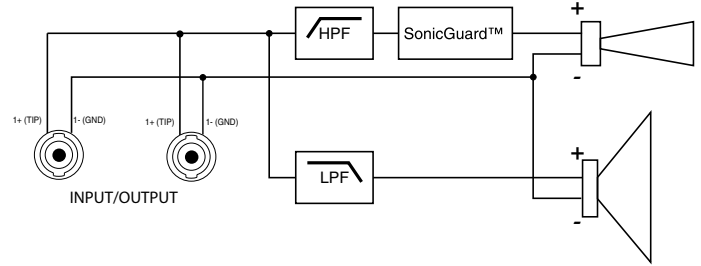 +
HPF
SonicGuard™
-
1+ (TIP)
1- (GND)
1+ (TIP)
1- (GND)
INPUT/OUTPUT
+
LPF
-